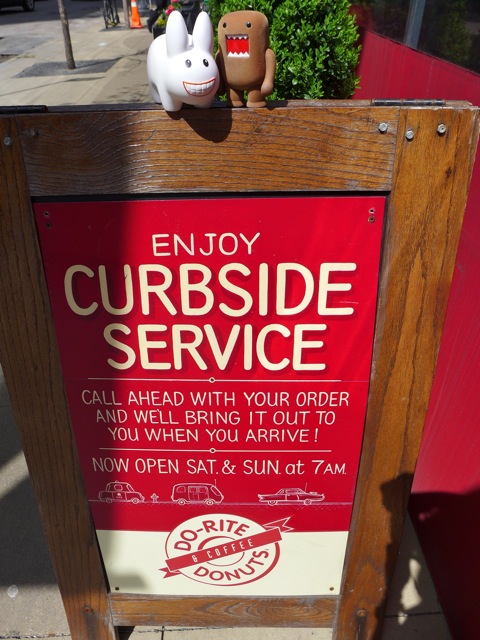 ENJOY
CURBSIDE
SERVICE
CALL AHEAD WITH YOUR ORDER
AND WE'LL BRING IT OUT TO
YOU WHEN YOU ARRIVE!
NOW OPEN SAT. & SUN. at 7AM.
DO-RITE
& COFFEE
DONUTS.